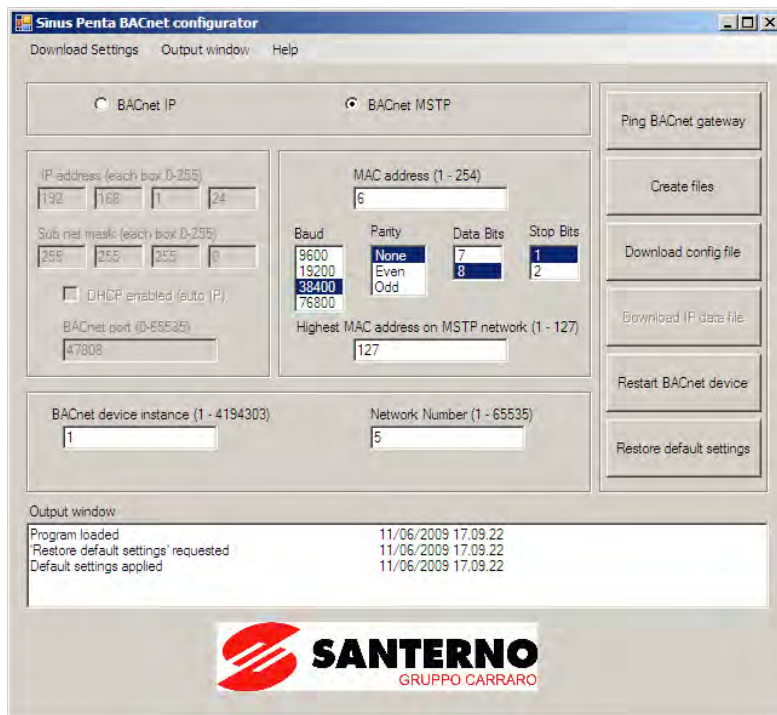 Sinus Penta BACnet configurator
Download Settings Output window Help
BACnet IP
BACnet MSTP
IP address (each box 0-255)
192 168 1 24
Sub net mask (each box 0-255)
255 255 255 0
DHCP enabled (auto IP)
BACnet port (0-65535)
47808
MAC address (1 - 254)
6
Baud
9600
19200
38400
76800
Parity
None
Even
Odd
Data Bits
7
8
Stop Bits
1
2
Highest MAC address on MSTP network (1 - 127)
127
BACnet device instance (1 - 4194303)
1
Network Number (1 - 65535)
5
Ping BACnet gateway
Create files
Download config file
Download IP data file
Restart BACnet device
Restore default settings
Output window
Program loaded 11/06/2009 17.09.22
'Restore default settings' requested 11/06/2009 17.09.22
Default settings applied 11/06/2009 17.09.22
SANTERNO
GRUPPO CARRARO